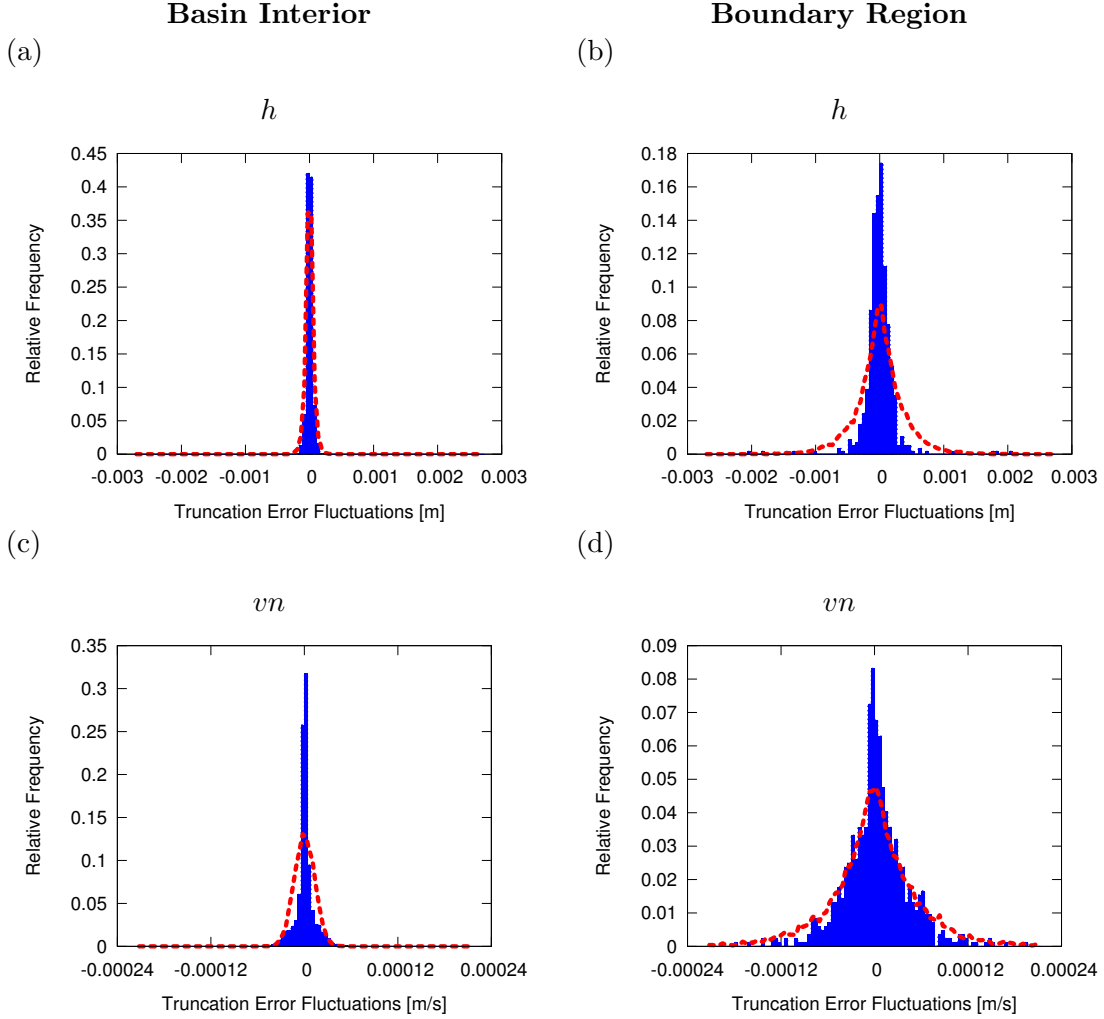 Basin Interior
Boundary Region
(a)
(b)
h
h
0.45
0.4
0.35
0.3
0.25
0.2
0.15
0.1
0.05
0
Relative Frequency
-0.003 -0.002 -0.001 0 0.001 0.002 0.003
Truncation Error Fluctuations [m]
0.18
0.16
0.14
0.12
0.1
0.08
0.06
0.04
0.02
0
Relative Frequency
-0.003 -0.002 -0.001 0 0.001 0.002 0.003
Truncation Error Fluctuations [m]
(c)
(d)
vn
vn
0.35
0.3
0.25
0.2
0.15
0.1
0.05
0
Relative Frequency
-0.00024 -0.00012 0 0.00012 0.00024
Truncation Error Fluctuations [m/s]
0.09
0.08
0.07
0.06
0.05
0.04
0.03
0.02
0.01
0
Relative Frequency
-0.00024 -0.00012 0 0.00012 0.00024
Truncation Error Fluctuations [m/s]